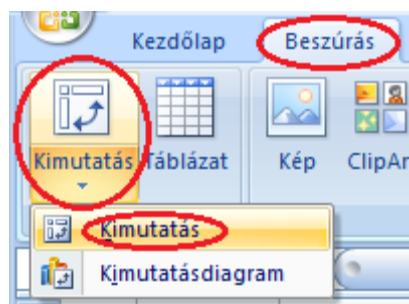 Kezdőlap Beszúrás
Kimutatás Táblázat Kép ClipAr
Kimutatás
Kimutatásdiagram